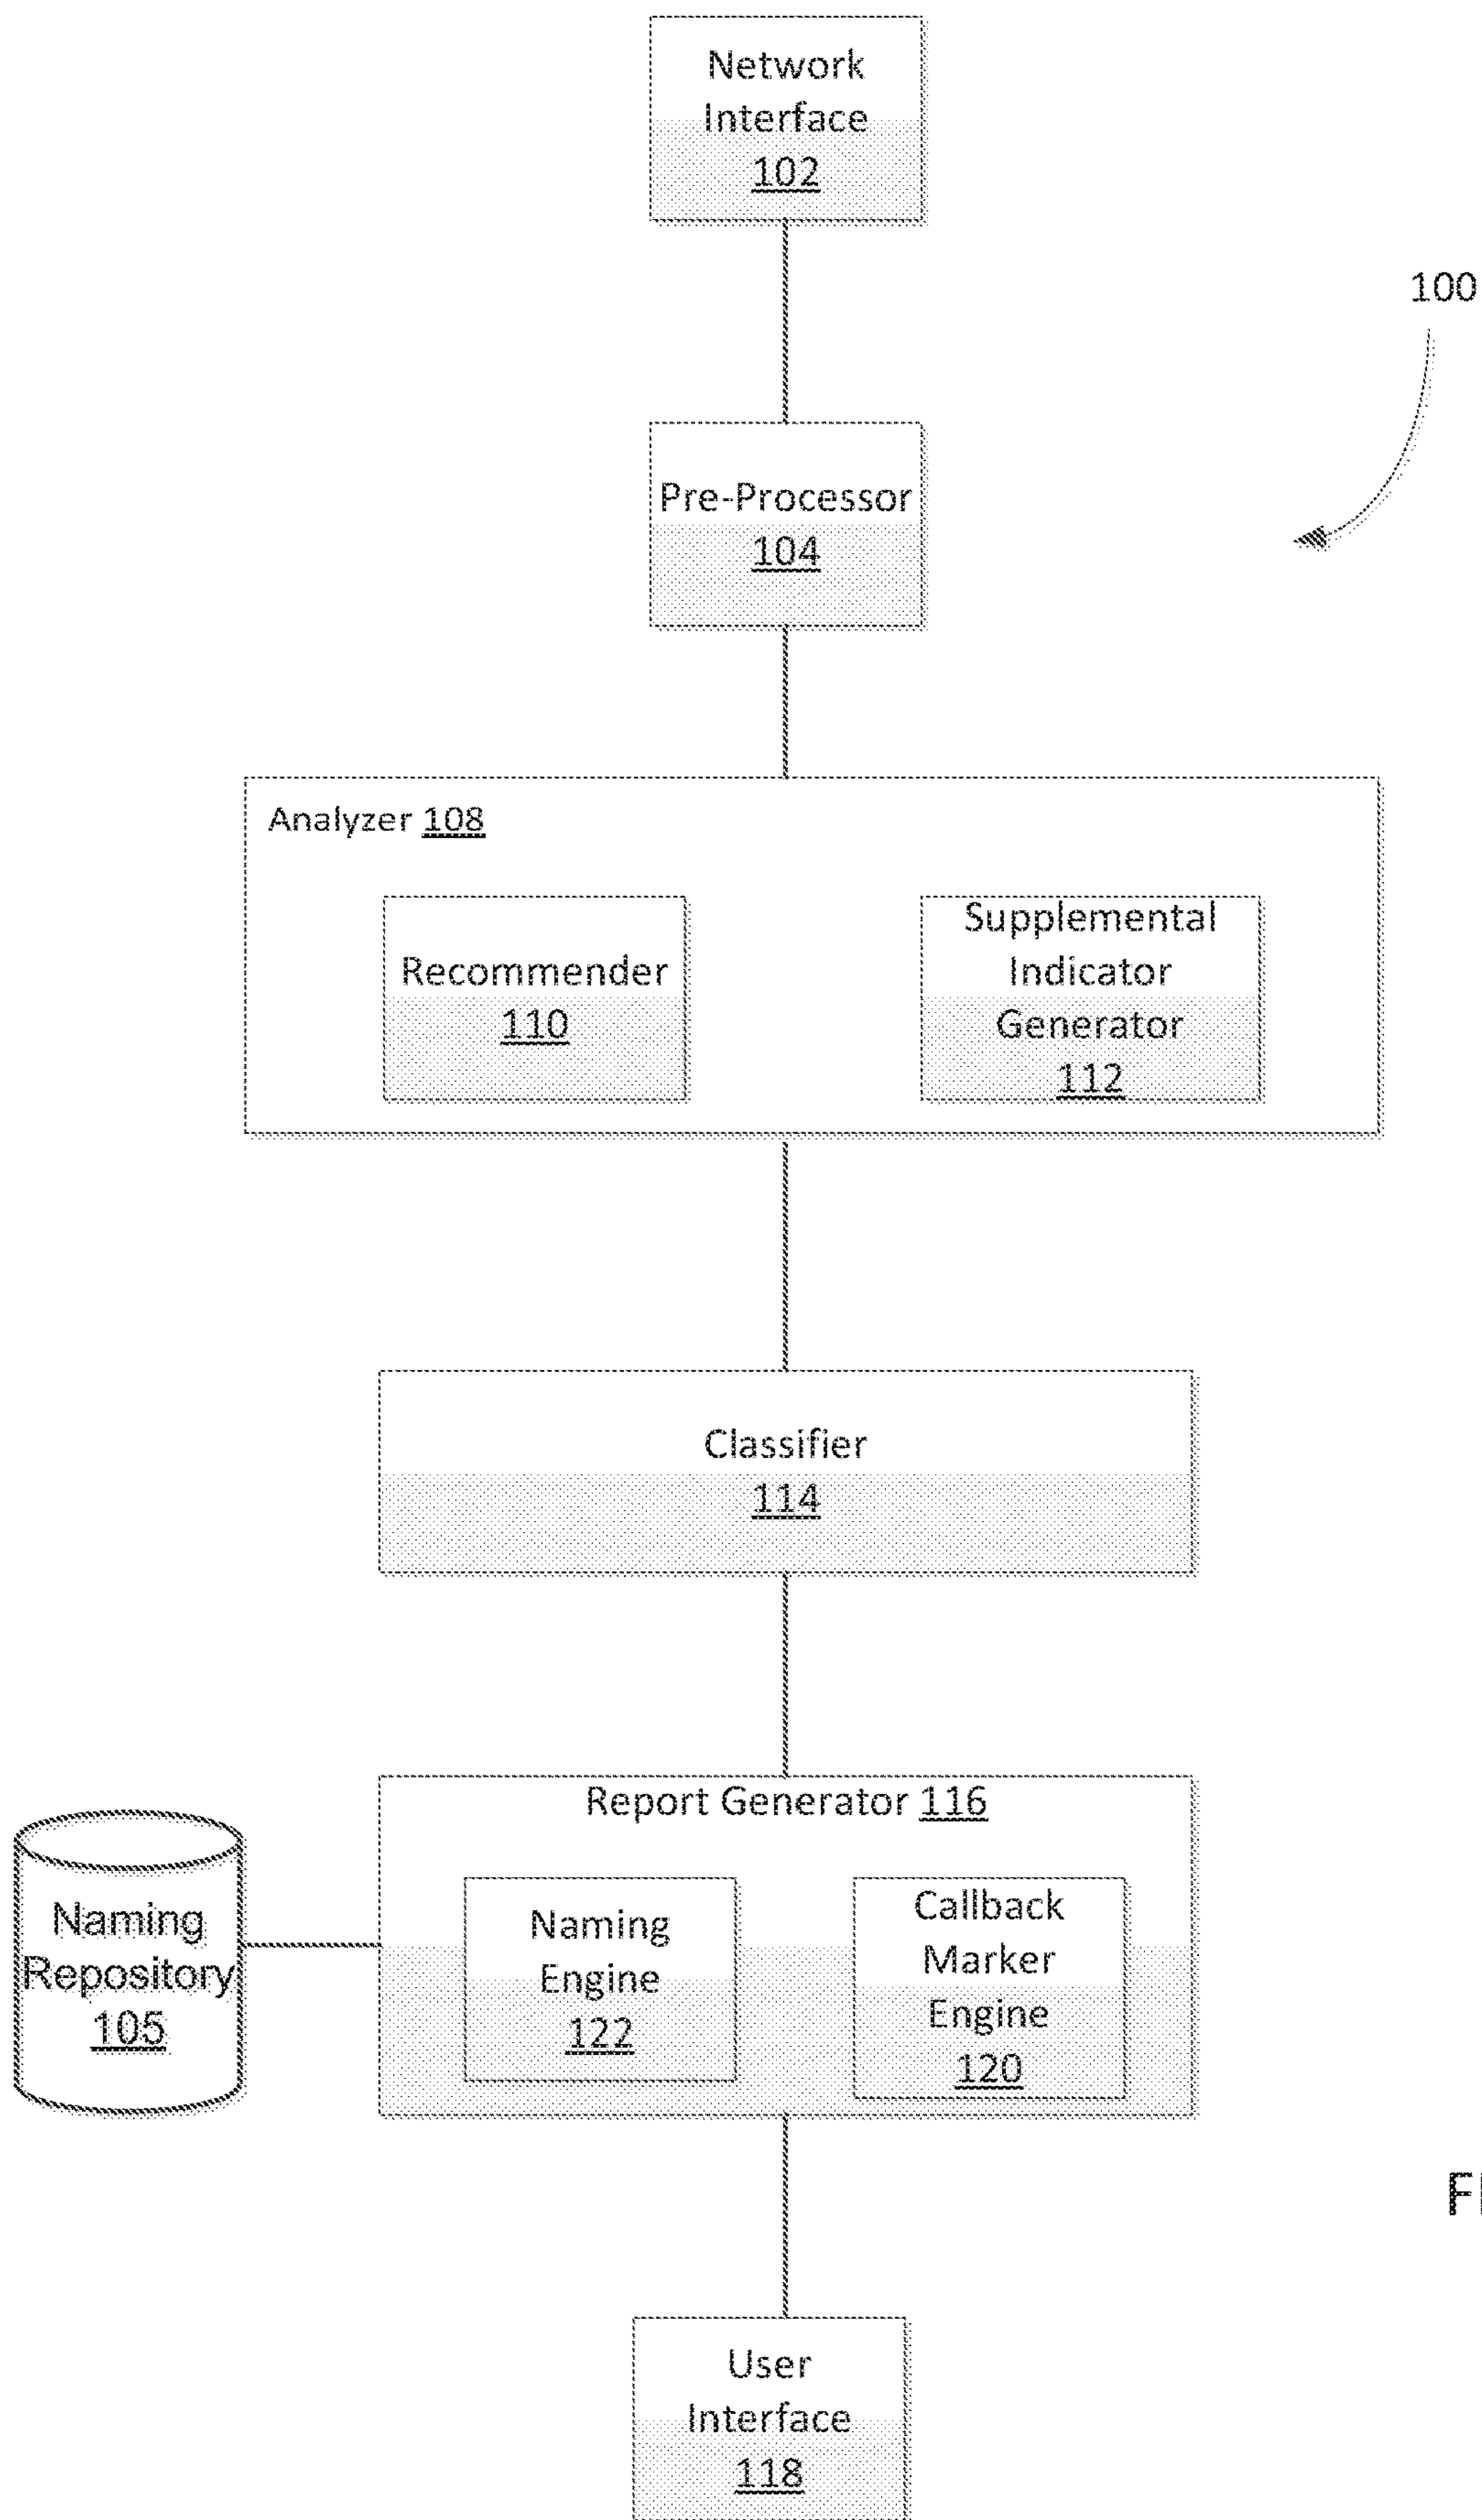 Network
Interface
102
100
Pre-Processor
104
Analyzer 108
Recommender
110
Supplemental
Indicator
Generator
112
Classifier
114
Report Generator 116
Naming
Repository
105
Naming
Engine
122
Callback
Marker
Engine
120
User
Interface
118